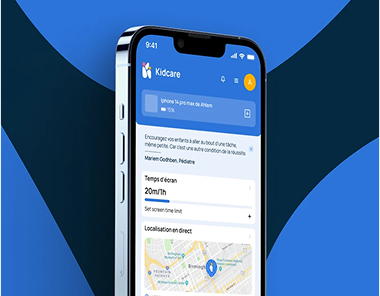 9:41
Kidcare
A
Iphone 14 pro max de Ahlem
Encouragez vos enfants à aller au bout d'une tâche,
même petite. Car c'est une autre condition de la réussite.
Mariem Godhben, Pédiatre
Temps d'écran
20m/1h
Set screen time limit
+
Localisation en direct